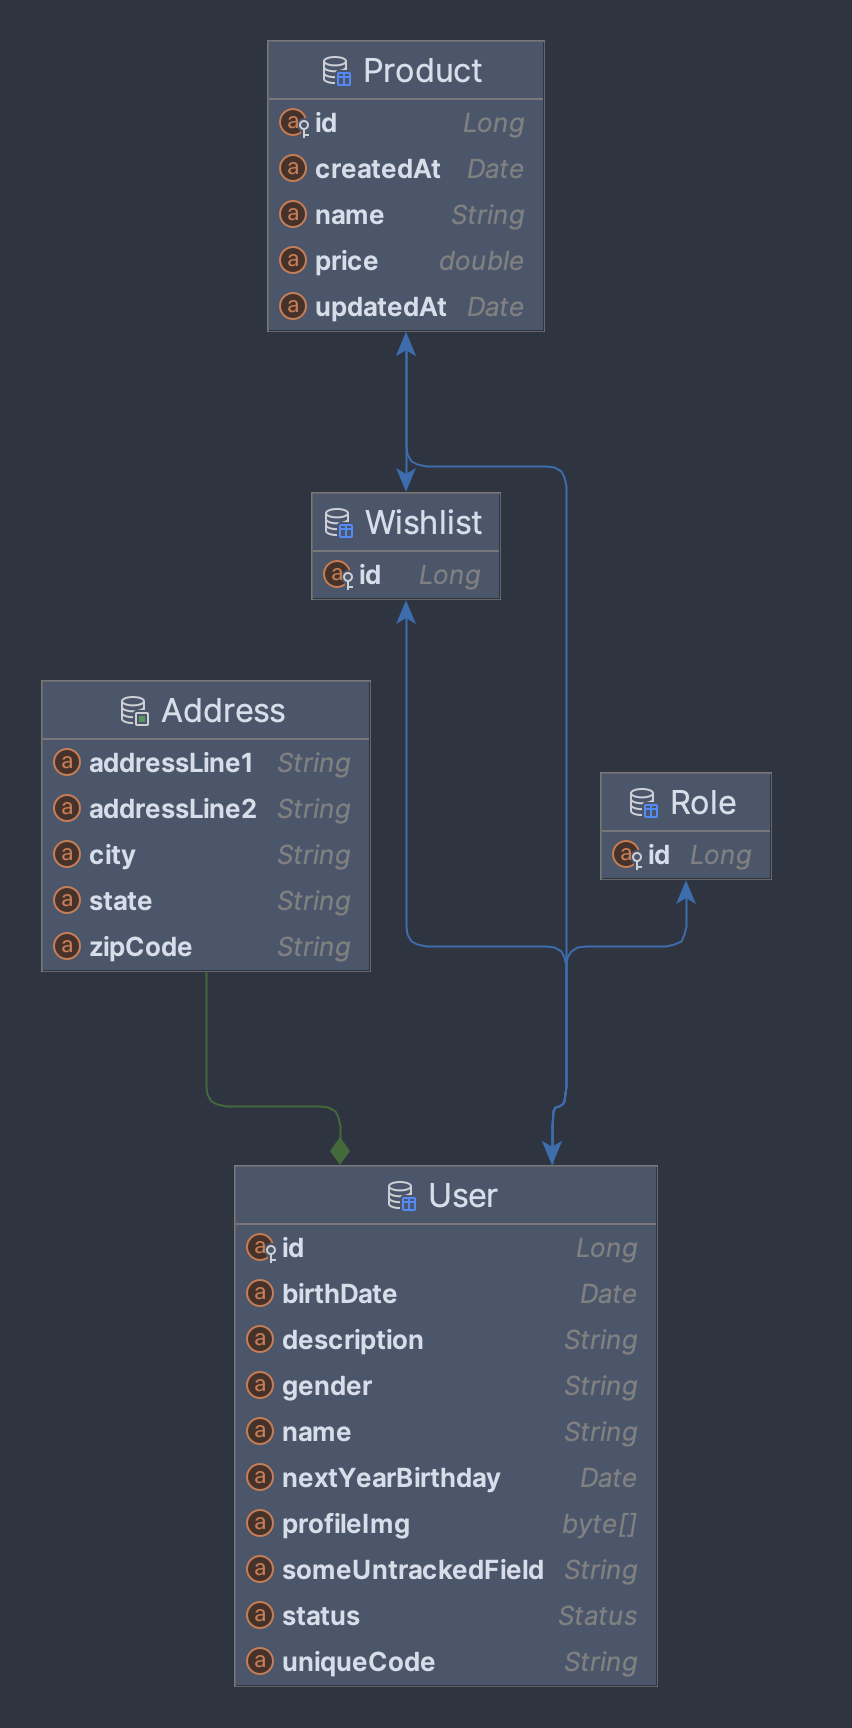 Product
id Long
createdAt Date
name String
price double
updatedAt Date
Wishlist
id Long
Address
addressLine1 String
addressLine2 String
city String
state String
zipCode String
Role
id Long
User
id Long
birthDate Date
description String
gender String
name String
nextYearBirthday Date
profileImg byte[]
someUntrackedField String
status Status
uniqueCode String